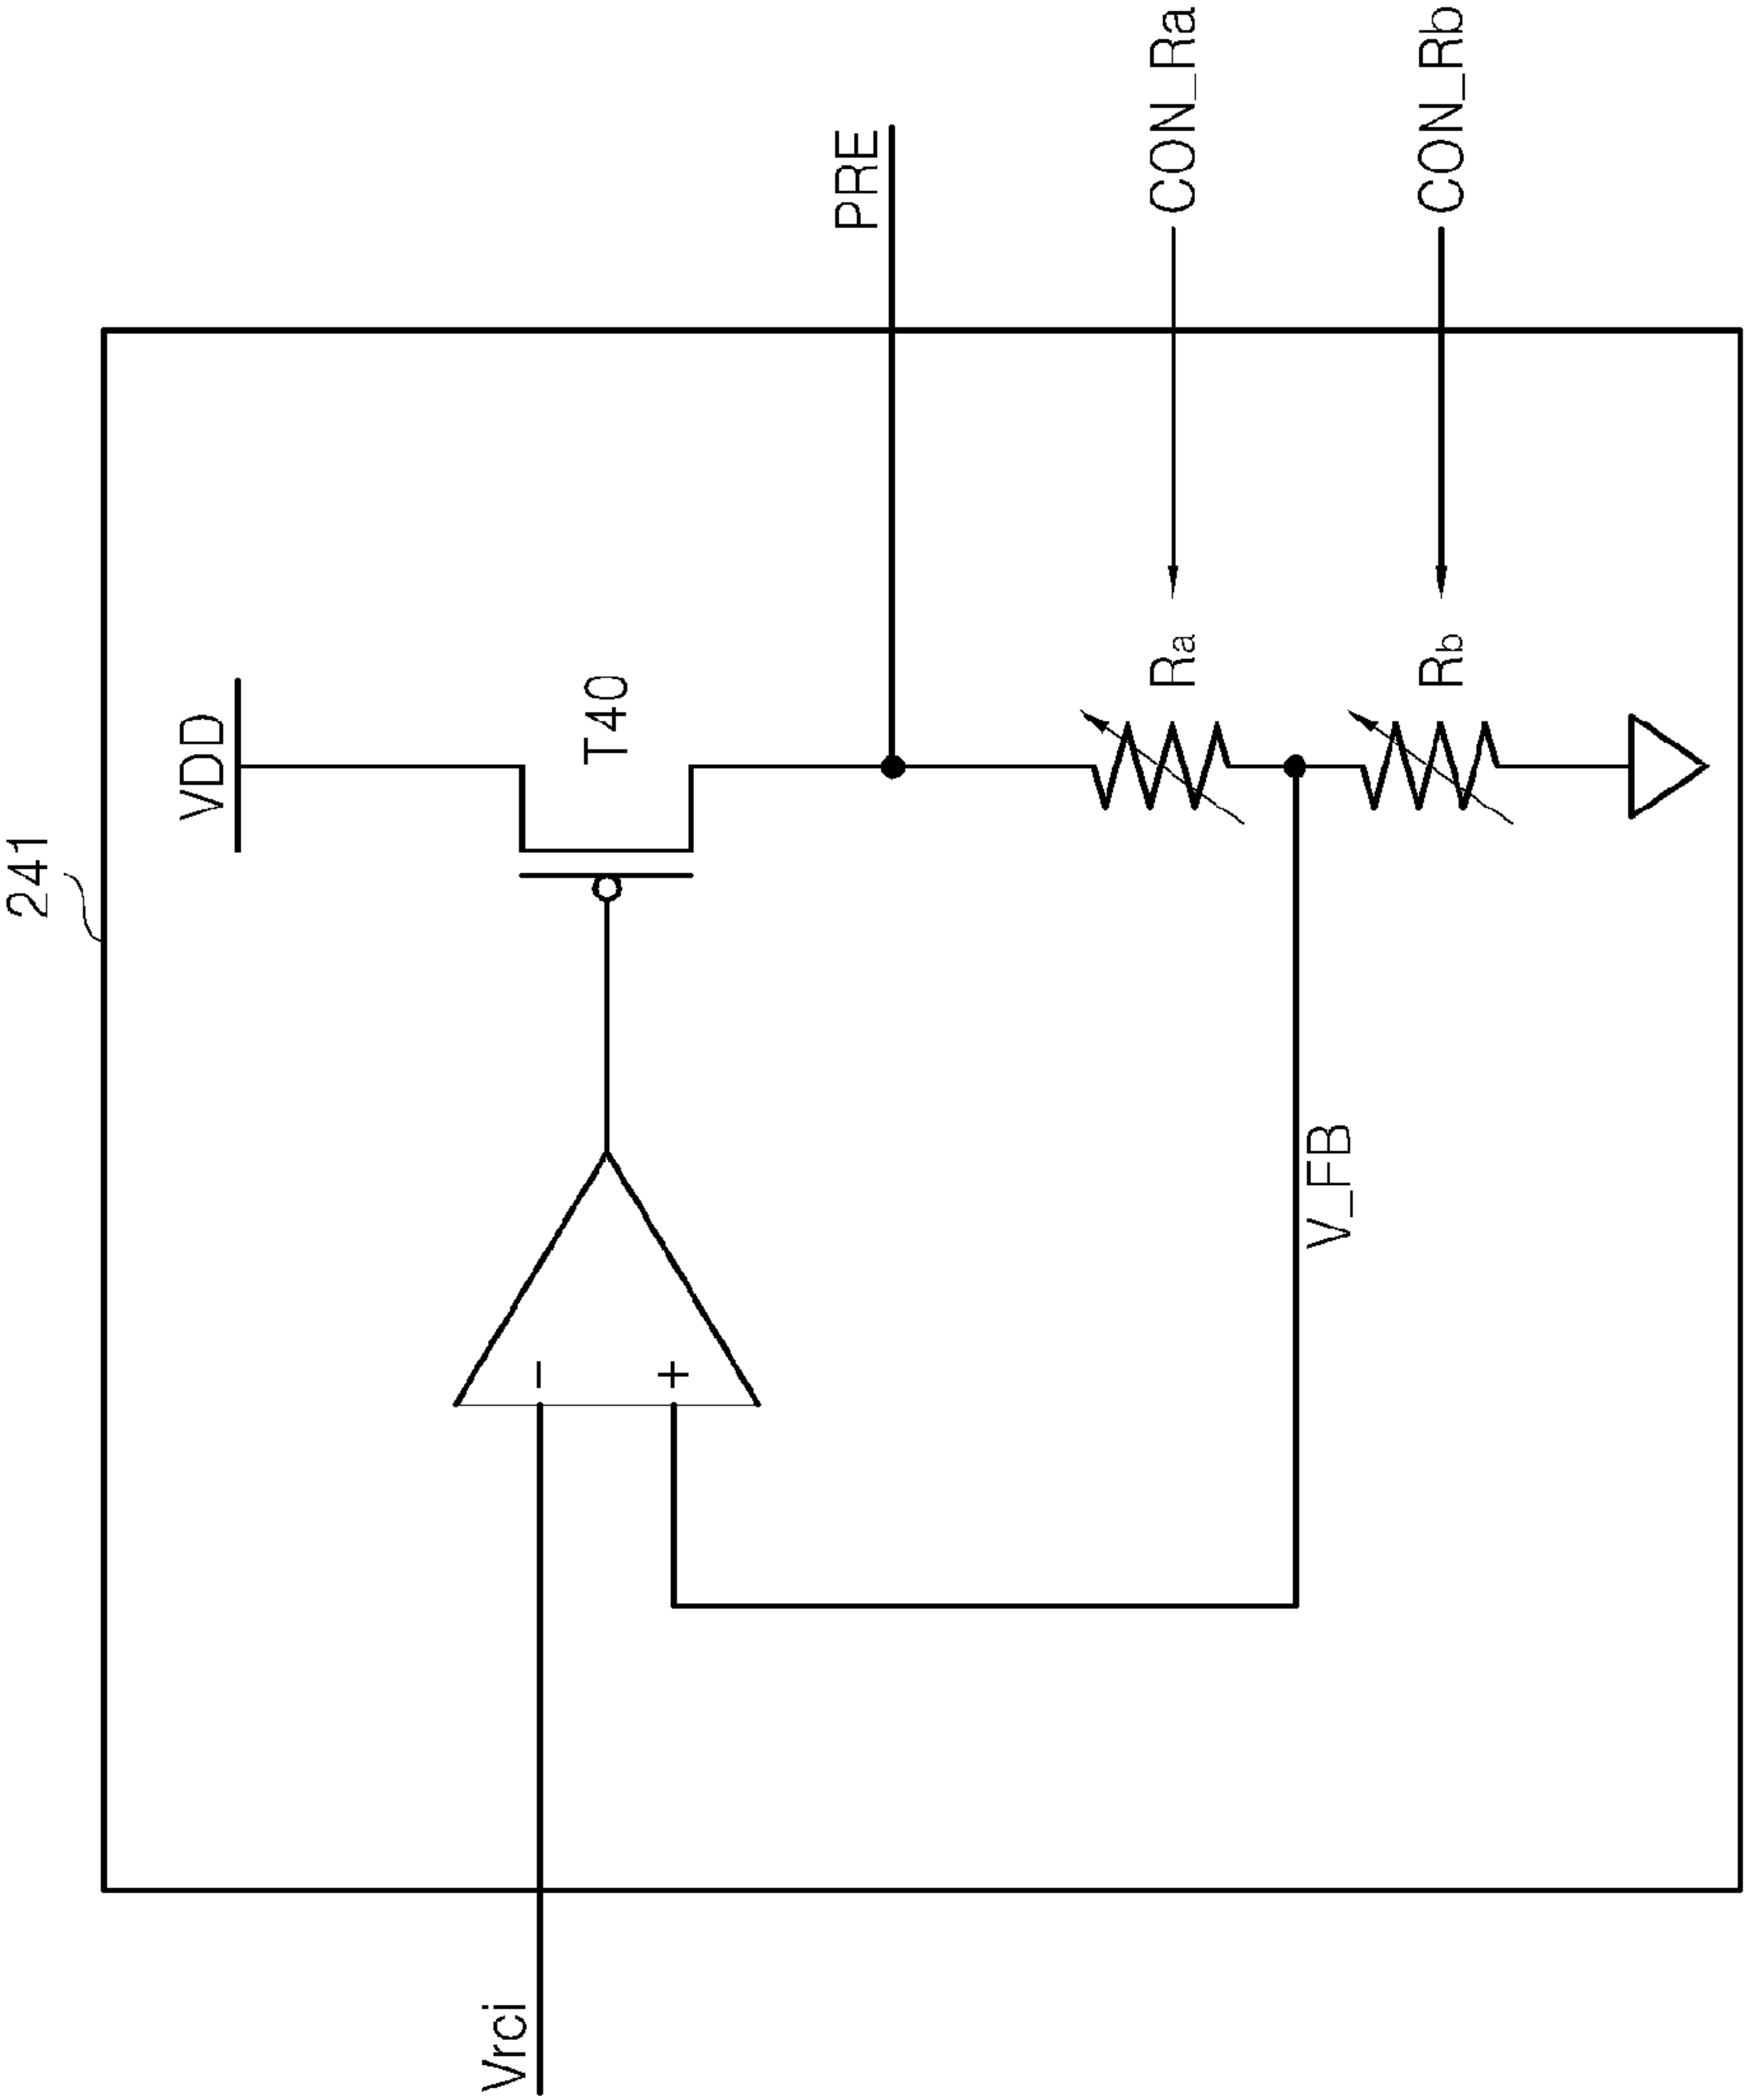 241
VDD
T40
Vrci
−
+
PRE
Ra
CON_Ra
V_FB
Rb
CON_Rb